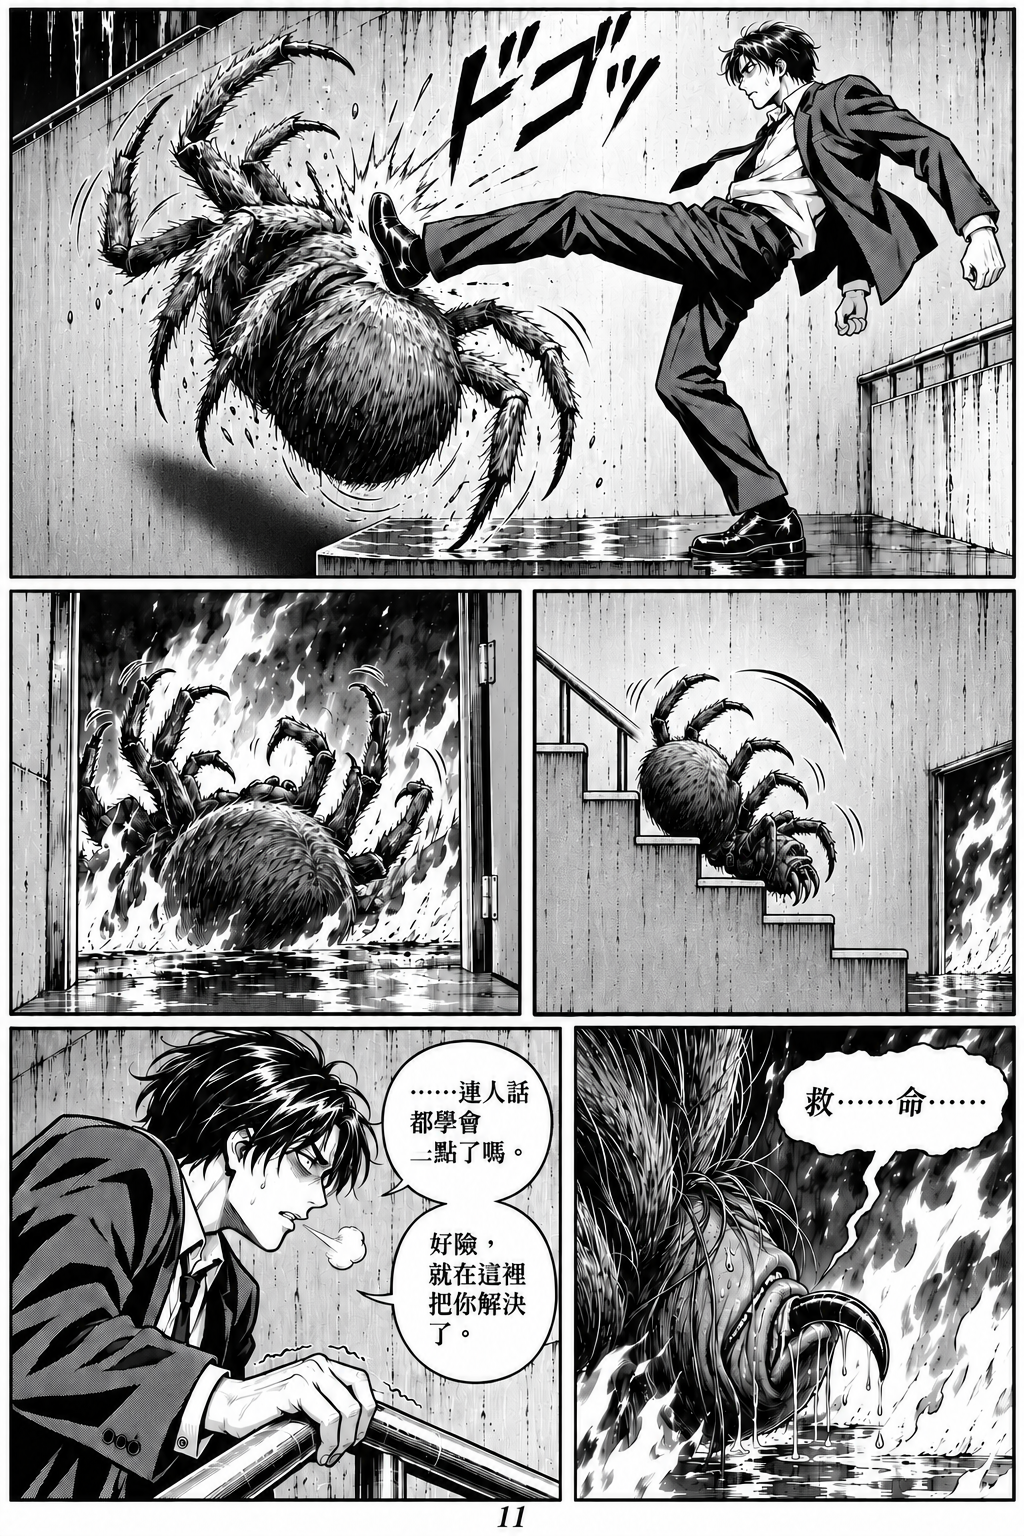 ドゴッ
救……命……
……連人話
都學會
一點了嗎。
好險，
就在這裡
把你解決
了。
11